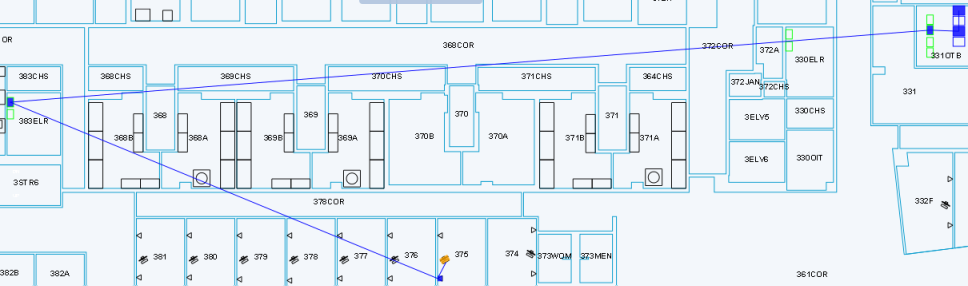 OR
368COR
372COR
372A
330ELR
331OTB
383CHS
368CHS
369CHS
370CHS
371CHS
364CHS
372JAN
372CHS
331
383ELR
368
369
370
371
3ELV5
330CHS
368B
368A
369B
369A
370B
370A
371B
371A
3ELV6
330OIT
3STR6
378COR
332F
381
380
379
378
377
376
375
374
373WOM
373MEN
382B
382A
361COR